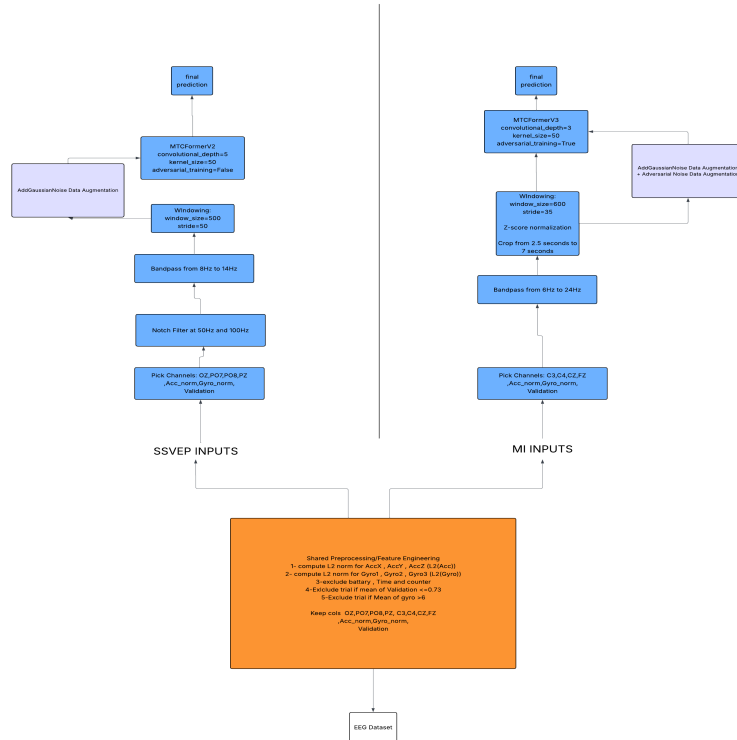 final
prediction
MTCFormerV2
convolutional_depth=5
kernel_size=50
adversarial_training=False
AddGaussianNoise Data Augmentation
WIndowing:
window_size=500
stride=50
Bandpass from 8Hz to 14Hz
Notch Filter at 50Hz and 100Hz
Pick Channels: OZ,PO7,PO8,PZ
,Acc_norm,Gyro_norm,
Validation
SSVEP INPUTS
final
prediction
MTCFormerV3
convolutional_depth=3
kernel_size=50
adversarial_training=True
AddGaussianNoise Data Augmentation
+ Adversarial Noise Data Augmentation
WIndowing:
window_size=600
stride=35
Z-score normalization
Crop from 2.5 seconds to
7 seconds
Bandpass from 6Hz to 24Hz
Pick Channels: C3,C4,CZ,FZ
,Acc_norm,Gyro_norm,
Validation
MI INPUTS
Shared Preprocessing/Feature Engineering
1- compute L2 norm for AccX , AccY , AccZ (L2(Acc))
2- compute L2 norm for Gyro1 , Gyro2 , Gyro3 (L2(Gyro))
3-exclude battary , Time and counter
4-Exlclude trial if mean of Validation <=0.73
5-Exclude trial if Mean of gyro >6
Keep cols OZ,PO7,PO8,PZ, C3,C4,CZ,FZ
,Acc_norm,Gyro_norm,
Validation
EEG Dataset